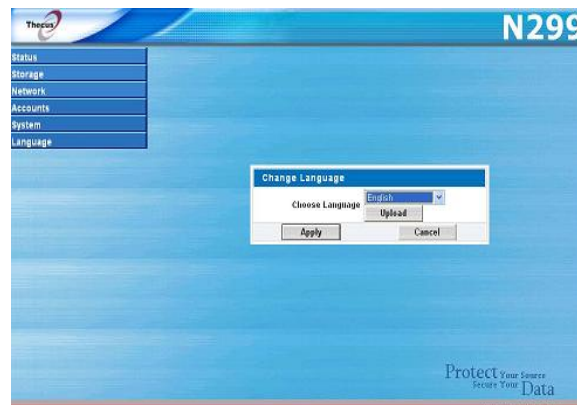 Thecus
N299
Status
Storage
Network
Accounts
System
Language
Change Language
Choose Language
English
Upload
Apply
Cancel
Protect Your Source
Secure Your Data